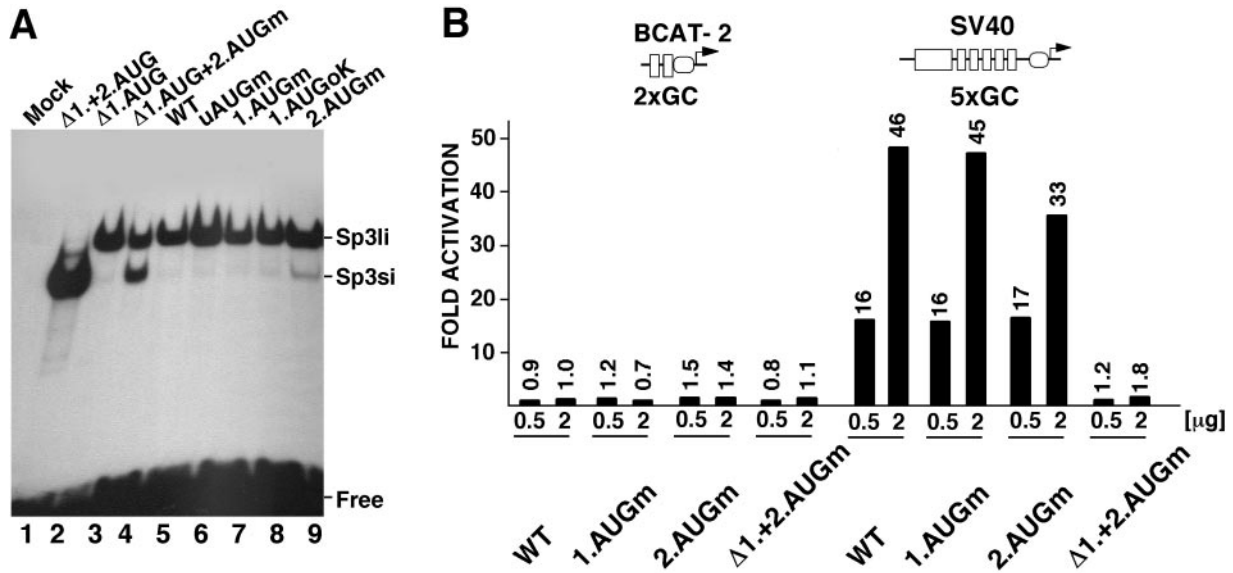 A
Mock
Δ1.+2.AUG
Δ1.AUG
Δ1.AUG+2.AUGm
WT
uAUGm
1.AUGm
1.AUGoK
2.AUGm
Sp3li
Sp3si
Free
1 2 3 4 5 6 7 8 9
B
BCAT- 2
2xGC
SV40
5xGC
FOLD ACTIVATION
50
40
30
20
10
0.9 1.0 1.2 0.7 1.5 1.4 0.8 1.1 16 46 16 45 17 33 1.2 1.8
0.5 2 0.5 2 0.5 2 0.5 2 0.5 2 0.5 2 0.5 2 0.5 2 [µg]
WT
1.AUGm
2.AUGm
Δ1.+2.AUGm
WT
1.AUGm
2.AUGm
Δ1.+2.AUGm